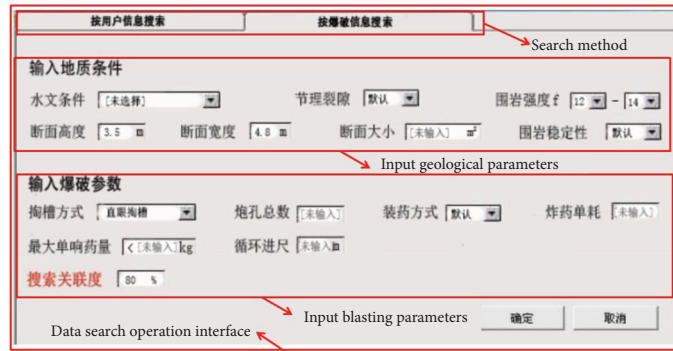 按用户信息搜索 按爆破信息搜索
Search method
输入地质条件
水文条件 [未选择] 节理裂隙 默认 围岩强度f 12 - 14
断面高度 3.5 m 断面宽度 4.8 m 断面大小 [未输入] m² 围岩稳定性 默认
Input geological parameters
输入爆破参数
掏槽方式 直眼掏槽 炮孔总数 [未输入] 装药方式 默认 炸药单耗 [未输入]
最大单响药量 <[未输入]kg 循环进尺 [未输入m
搜索关联度 80 %
Input blasting parameters 确定 取消
Data search operation interface